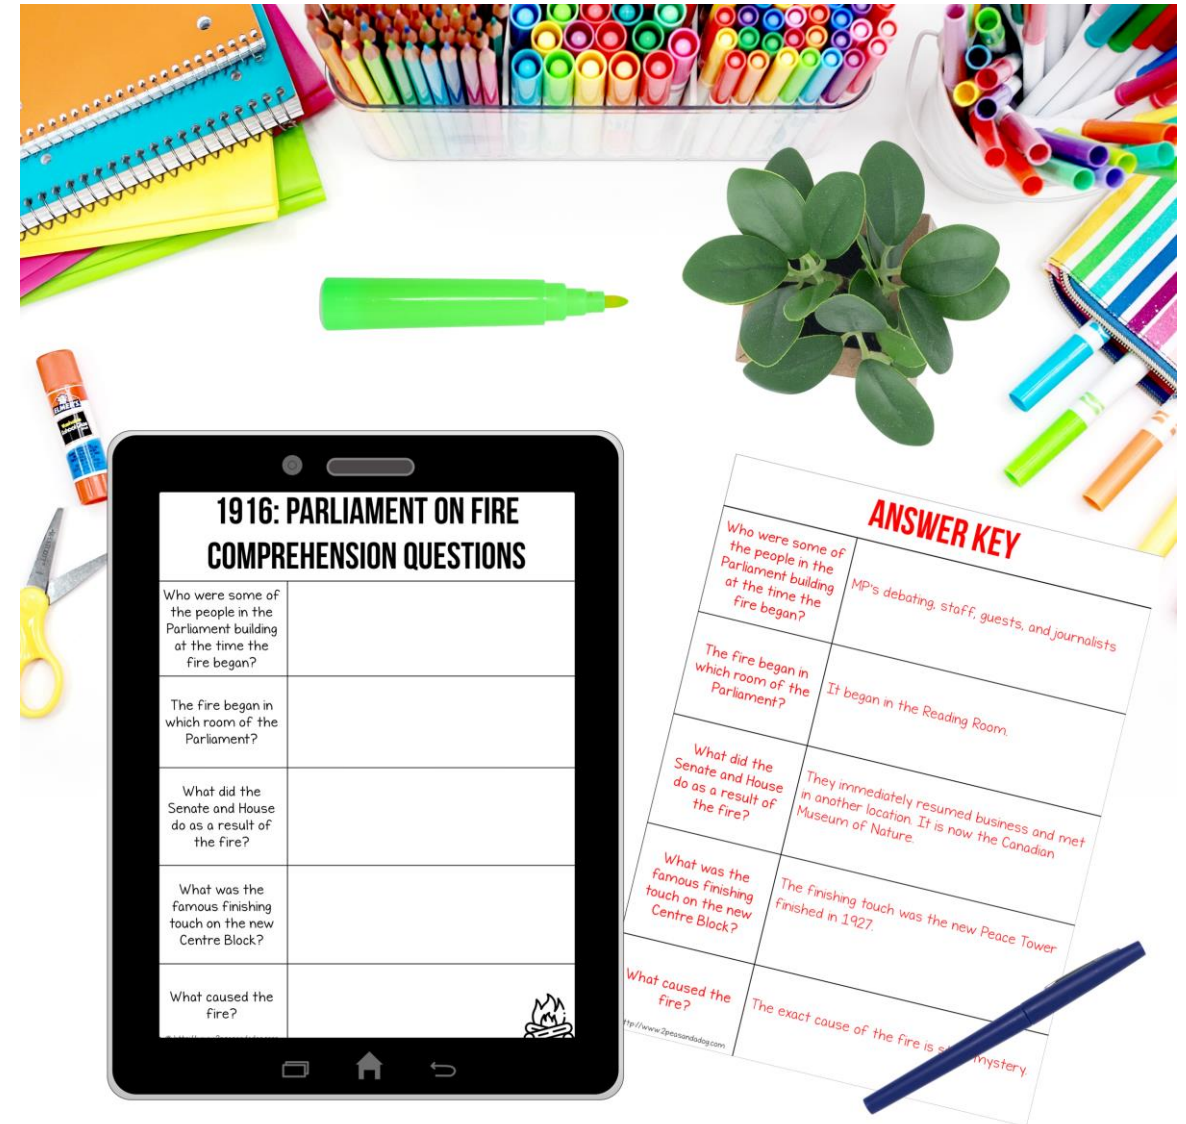 ELMER'S
Washable
School Glue
1916: PARLIAMENT ON FIRE
COMPREHENSION QUESTIONS
Who were some of
the people in the
Parliament building
at the time the
fire began?
The fire began in
which room of the
Parliament?
What did the
Senate and House
do as a result of
the fire?
What was the
famous finishing
touch on the new
Centre Block?
What caused the
fire?
ANSWER KEY
Who were some of
the people in the
Parliament building
at the time the
fire began?
MP's debating, staff, guests, and journalists
The fire began in
which room of the
Parliament?
It began in the Reading Room.
What did the
Senate and House
do as a result of
the fire?
They immediately resumed business and met
in another location. It is now the Canadian
Museum of Nature.
What was the
famous finishing
touch on the new
Centre Block?
The finishing touch was the new Peace Tower
finished in 1927.
What caused the
fire?
The exact cause of the fire is mystery.
http://www.2peasandadog.com